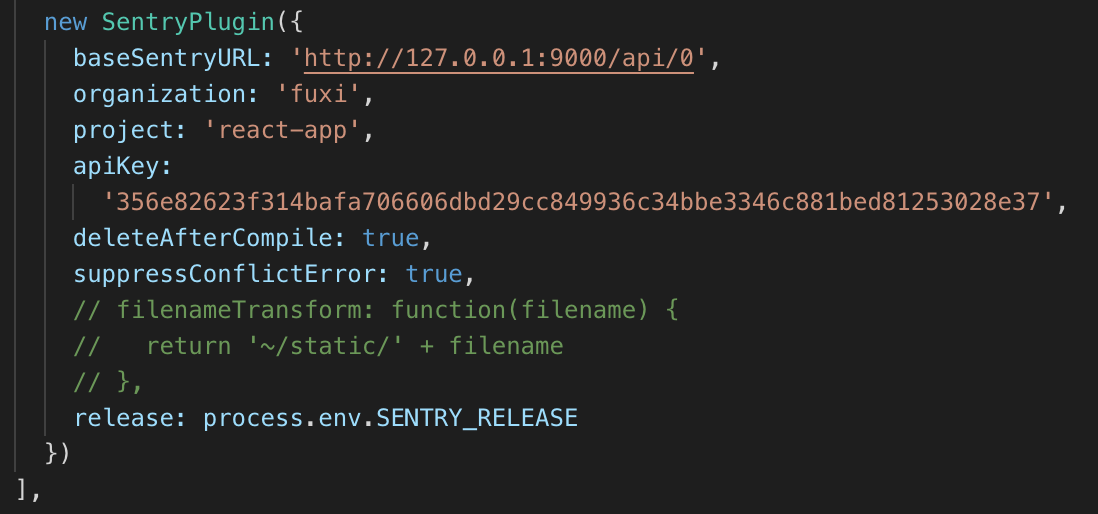 new SentryPlugin({
baseSentryURL: 'http://127.0.0.1:9000/api/0',
organization: 'fuxi',
project: 'react-app',
apiKey:
'356e82623f314bafa706606dbd29cc849936c34bbe3346c881bed81253028e37',
deleteAfterCompile: true,
suppressConflictError: true,
// filenameTransform: function(filename) {
//   return '~/static/' + filename
// },
release: process.env.SENTRY_RELEASE
})
],